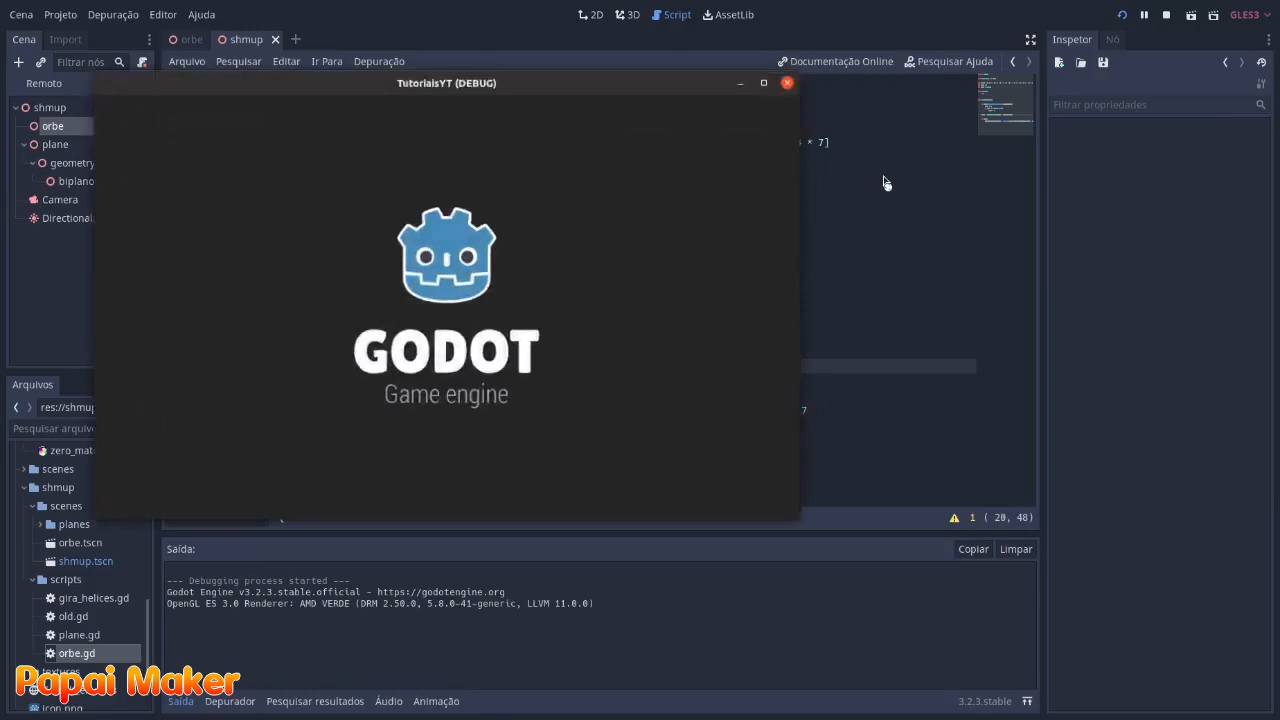 Cena Projeto Depuração Editor Ajuda
2D 3D Script AssetLib
GLES3
Cena Import
orbe shmup
Inspetor Nó
Filtrar nós
Arquivo Pesquisar Editar Ir Para Depuração
Documentação Online Pesquisar Ajuda
Remoto
TutoriaisYT (DEBUG)
Filtrar propriedades
shmup
orbe
plane
geometry
biplano
Camera
Directional
* 7]
GODOT
Game engine
7
Arquivos
res://shmup
Pesquisar arquiv
zero_mat
scenes
shmup
scenes
planes
orbe.tscn
shmup.tscn
scripts
gira_helices.gd
old.gd
plane.gd
orbe.gd
textures
icon.png
1 ( 20, 48)
Saída:
Copiar Limpar
--- Debugging process started ---
Godot Engine v3.2.3.stable.official - https://godotengine.org
OpenGL ES 3.0 Renderer: AMD VERDE (DRM 2.50.0, 5.8.0-41-generic, LLVM 11.0.0)
Saída Depurador Pesquisar resultados Áudio Animação
3.2.3.stable
Papai Maker